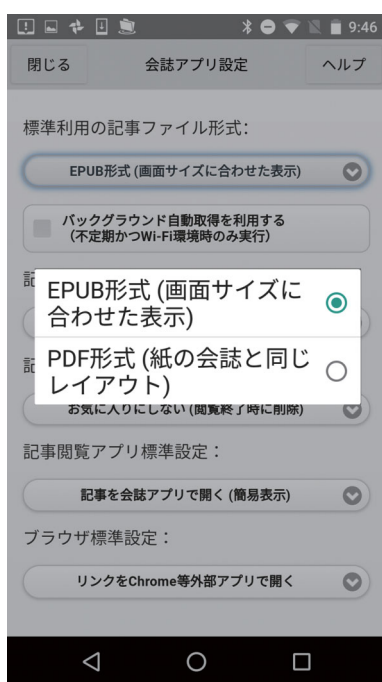 9:46
閉じる
会誌アプリ設定
ヘルプ
標準利用の記事ファイル形式:
EPUB形式 (画面サイズに合わせた表示)
バックグラウンド自動取得を利用する
(不定期かつWi-Fi環境時のみ実行)
記
EPUB形式 (画面サイズに
合わせた表示)
記
PDF形式 (紙の会誌と同じ
レイアウト)
お気に入りにしない (閲覧終了時に削除)
記事閲覧アプリ標準設定：
記事を会誌アプリで開く (簡易表示)
ブラウザ標準設定：
リンクをChrome等外部アプリで開く